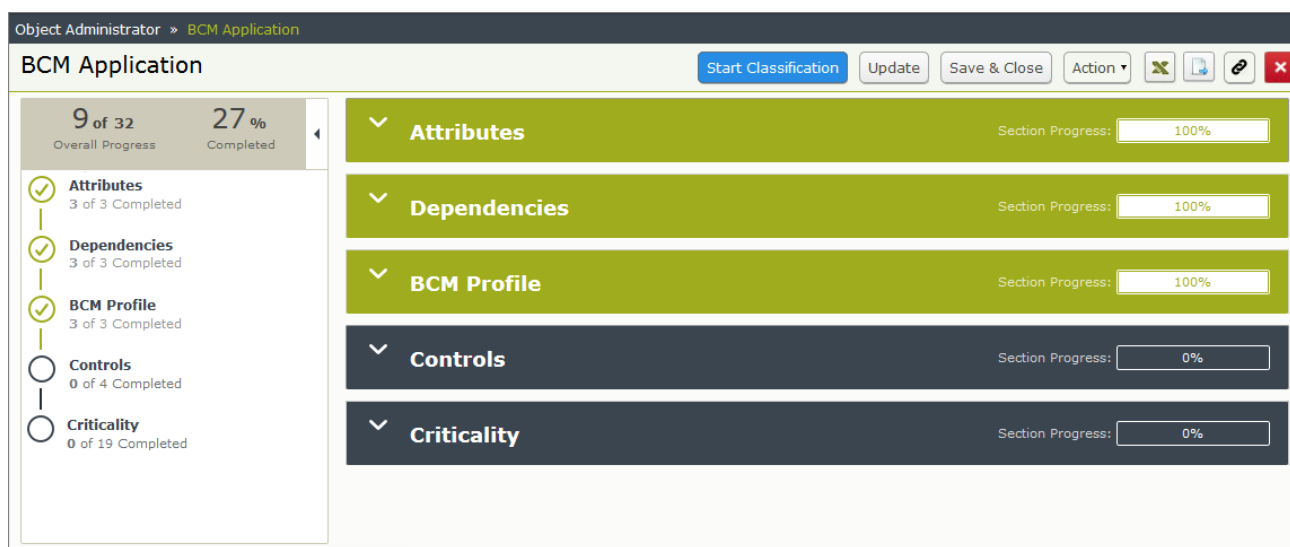 Object Administrator » BCM Application
BCM Application
Start Classification
Update
Save & Close
Action
9 of 32
Overall Progress
27 %
Completed
Attributes
3 of 3 Completed
Dependencies
3 of 3 Completed
BCM Profile
3 of 3 Completed
Controls
0 of 4 Completed
Criticality
0 of 19 Completed
Attributes
Section Progress: 100%
Dependencies
Section Progress: 100%
BCM Profile
Section Progress: 100%
Controls
Section Progress: 0%
Criticality
Section Progress: 0%